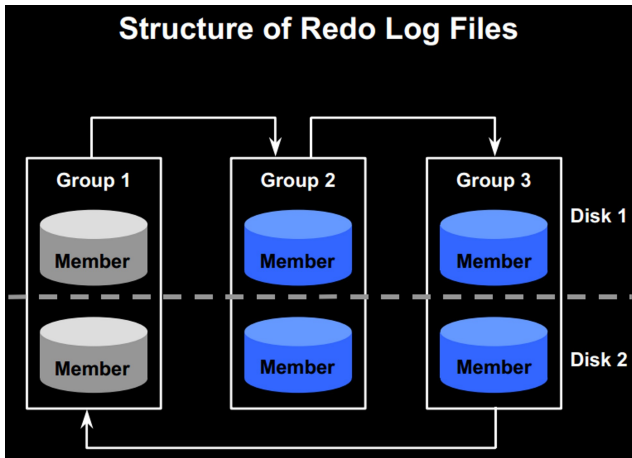 Structure of Redo Log Files
Group 1
Group 2
Group 3
Disk 1
Member
Member
Member
Member
Member
Member
Disk 2